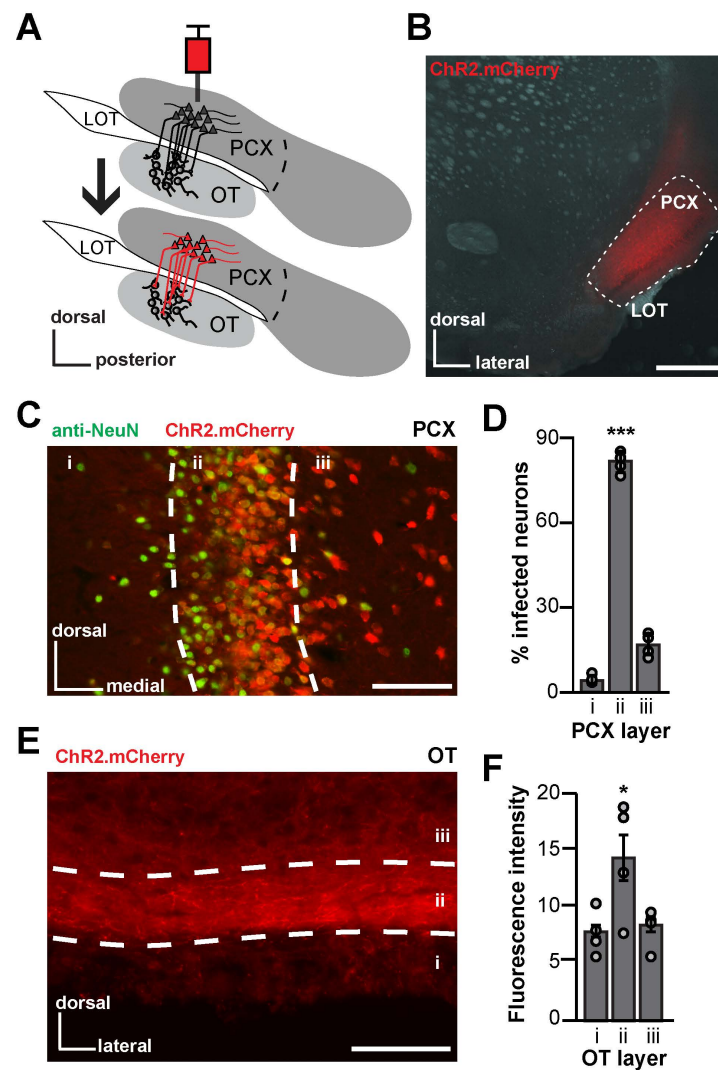 A
LOT
PCX
OT
LOT
PCX
OT
dorsal
posterior
B
ChR2.mCherry
PCX
LOT
dorsal
lateral
C
anti-NeuN ChR2.mCherry PCX
i ii iii
dorsal
medial
D
***
90
60
30
0
% infected neurons
i ii iii
PCX layer
E
ChR2.mCherry OT
iii
ii
i
dorsal
lateral
F
*
20
15
10
5
0
Fluorescence intensity
i ii iii
OT layer